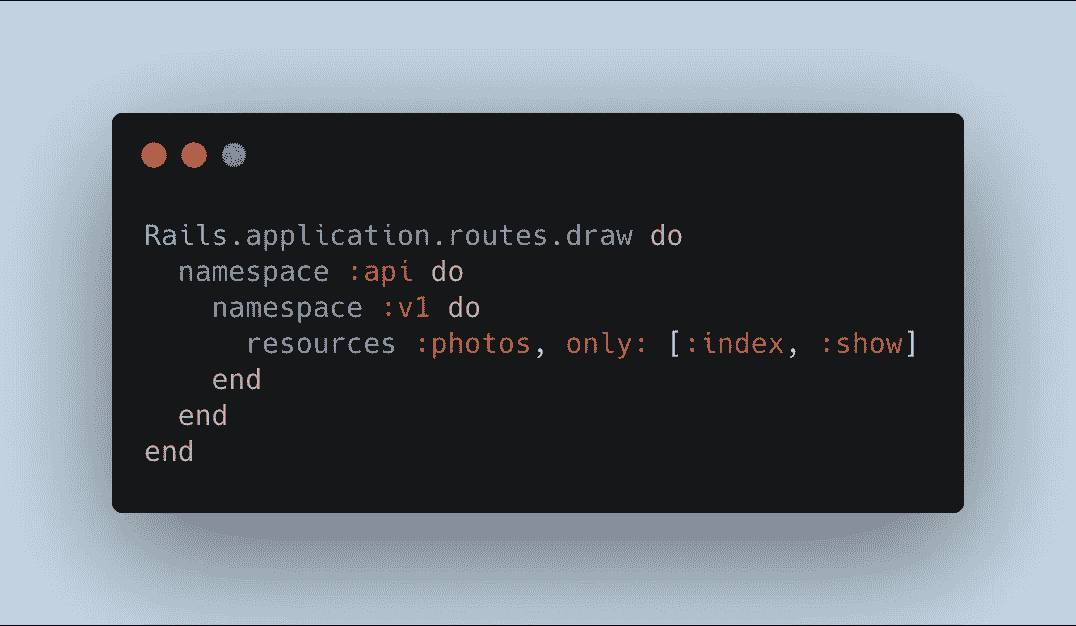 Rails.application.routes.draw do
  namespace :api do
    namespace :v1 do
      resources :photos, only: [:index, :show]
    end
  end
end